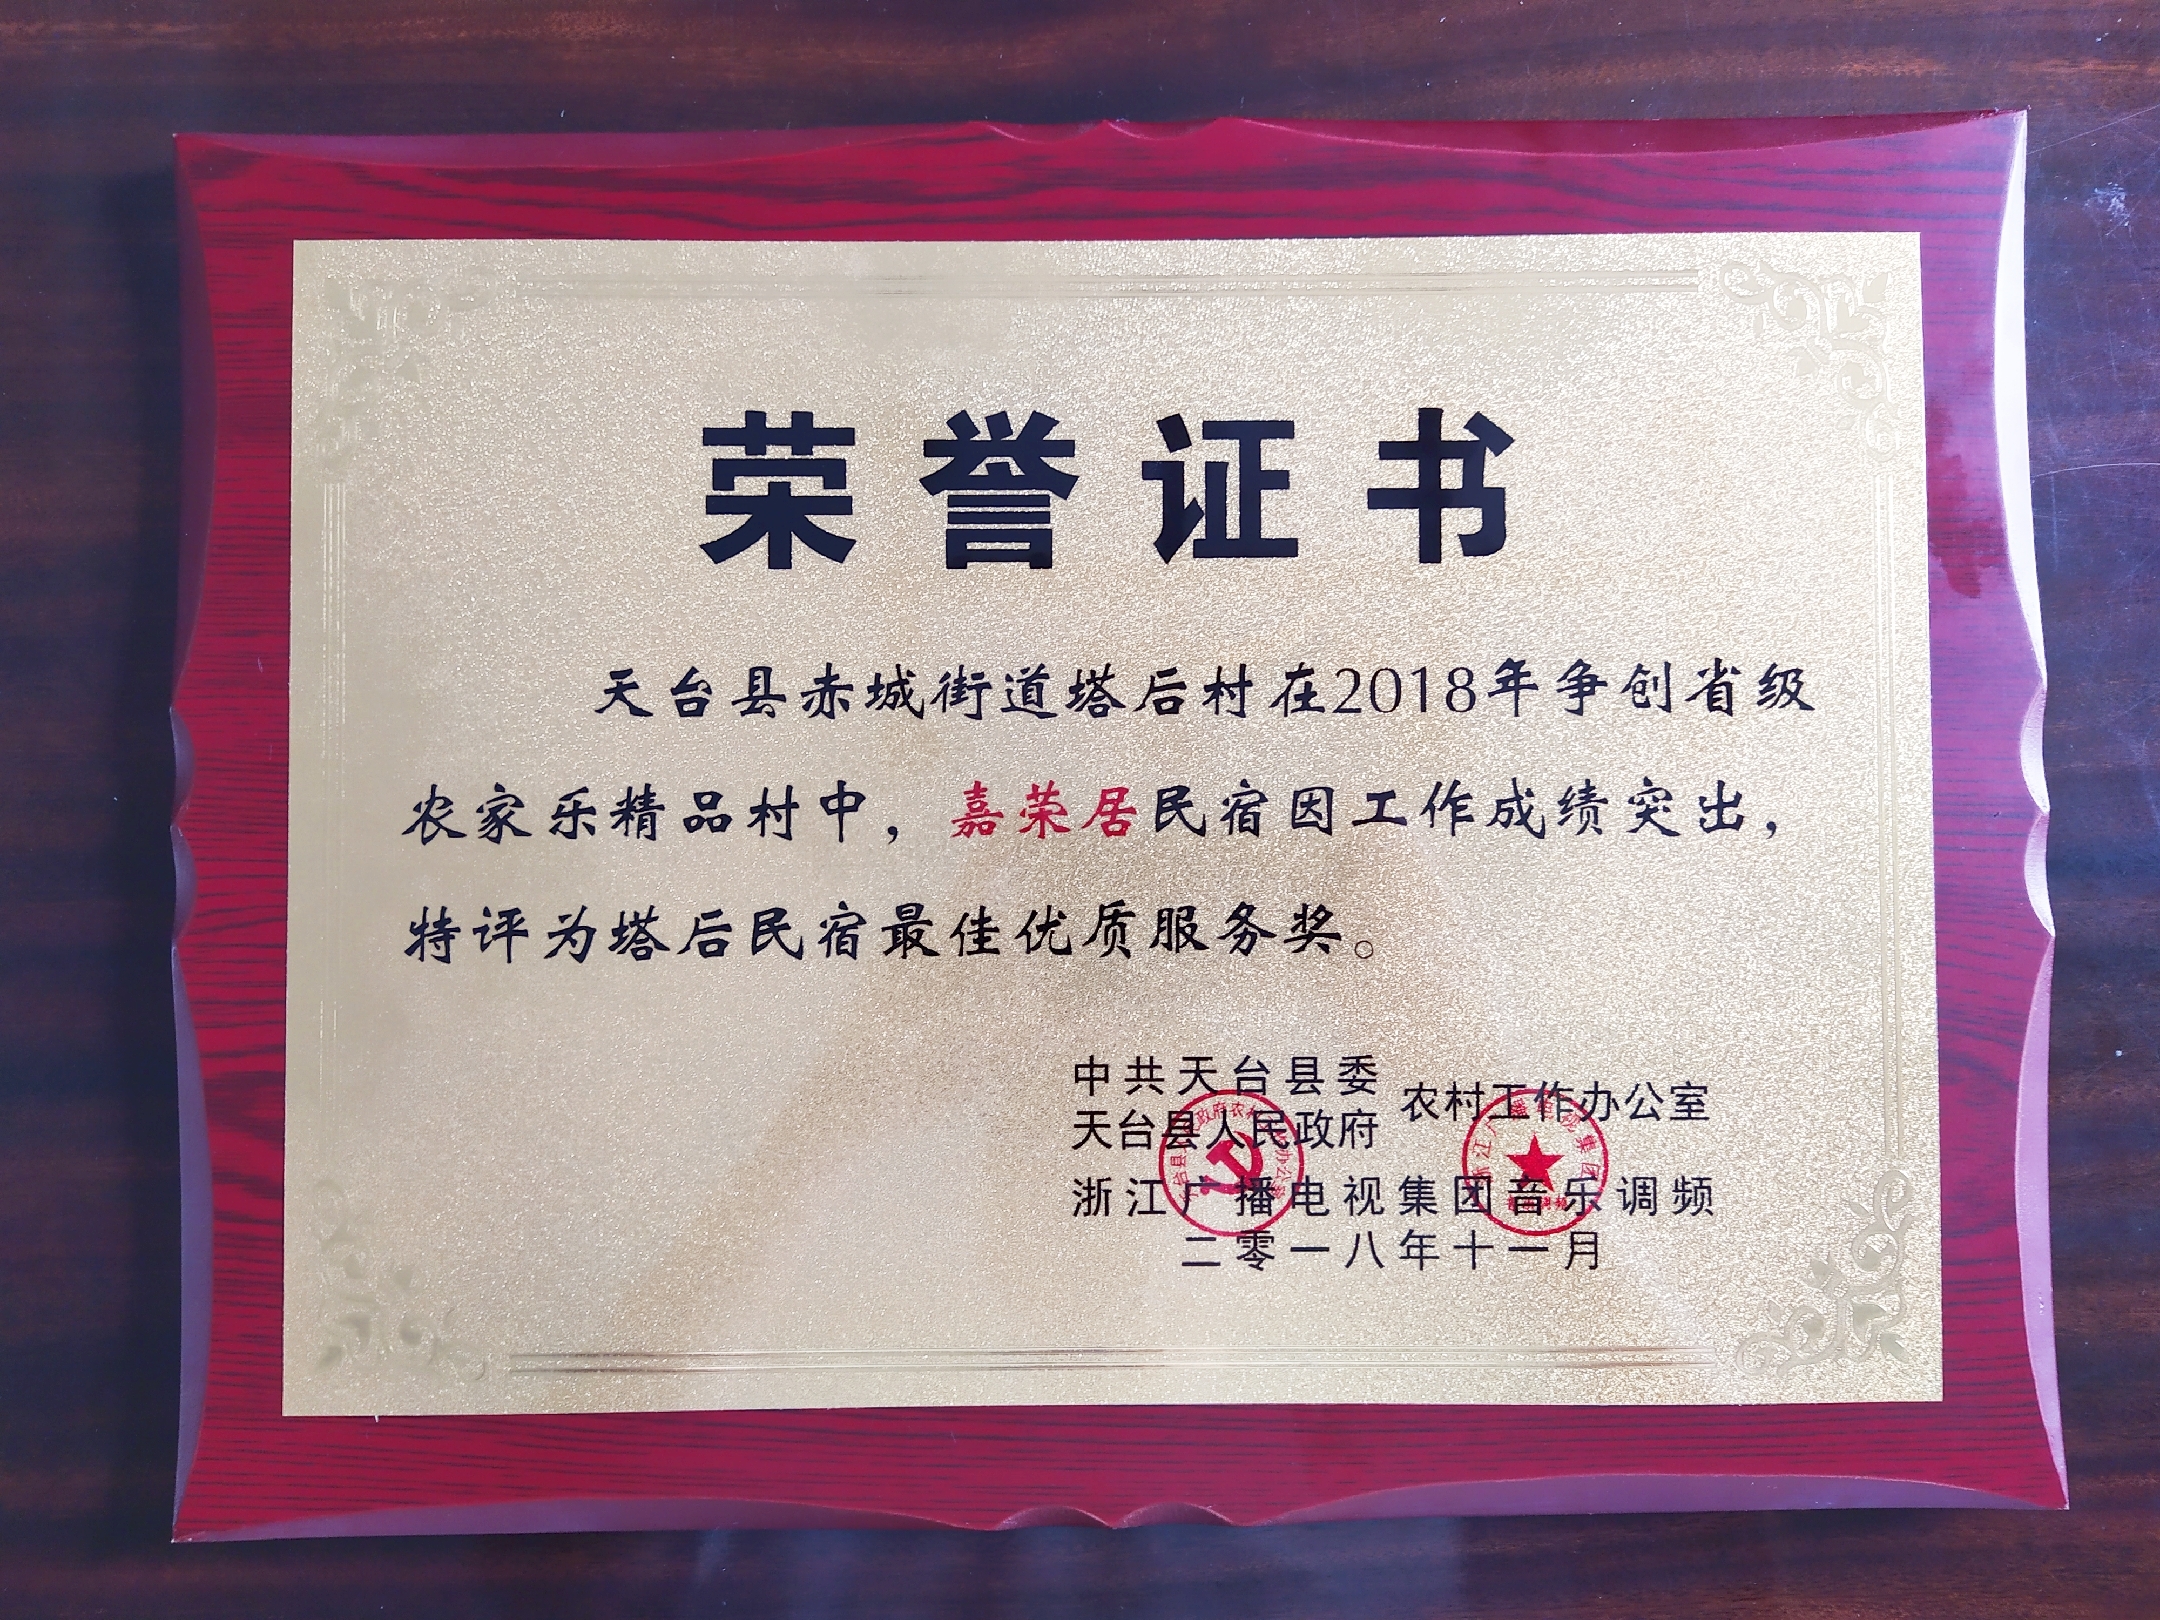 荣誉证书
天台县赤城街道塔后村在2018年争创省级
农家乐精品村中，嘉荣居民宿因工作成绩突出，
特评为塔后民宿最佳优质服务奖。
中共天台县委
天台县人民政府
农村工作办公室
浙江广播电视集团音乐调频
二零一八年十一月